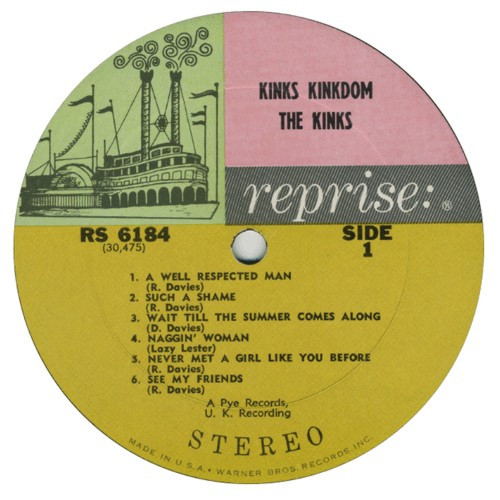 KINKS KINKDOM
THE KINKS
reprise: ®
RS 6184
(30,475)
SIDE
1
1. A WELL RESPECTED MAN
(R. Davies)
2. SUCH A SHAME
(R. Davies)
3. WAIT TILL THE SUMMER COMES ALONG
(D. Davies)
4. NAGGIN' WOMAN
(Lazy Lester)
5. NEVER MET A GIRL LIKE YOU BEFORE
(R. Davies)
6. SEE MY FRIENDS
(R. Davies)
A Pye Records,
U. K. Recording
STEREO
MADE IN U.S.A. • WARNER BROS. RECORDS, INC.